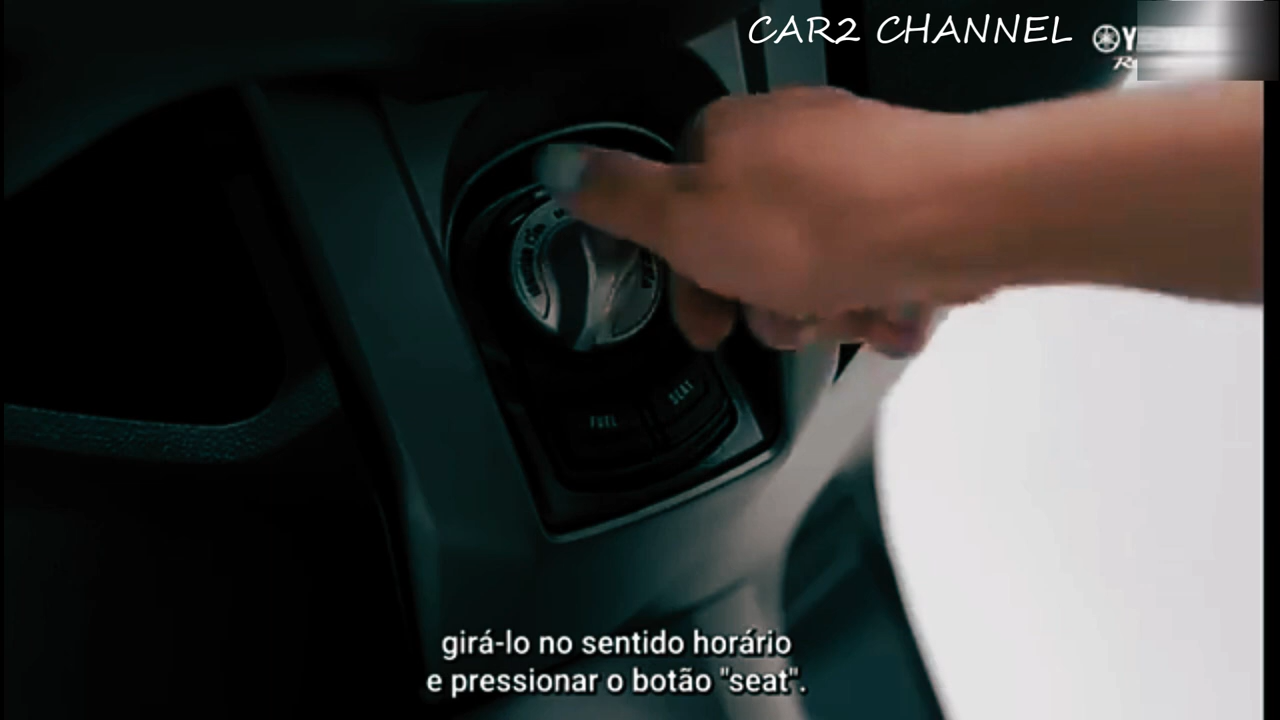 CAR2 CHANNEL
FUEL
SEAT
girá-lo no sentido horário
e pressionar o botão "seat".